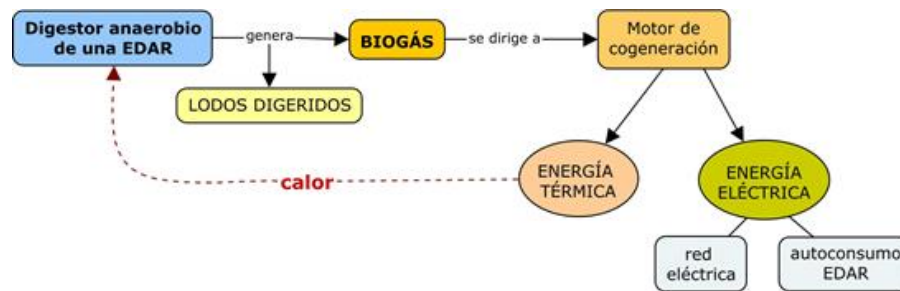 Digestor anaerobio
de una EDAR
genera
BIOGÁS
se dirige a
Motor de
cogeneración
LODOS DIGERIDOS
calor
ENERGÍA
TÉRMICA
ENERGÍA
ELÉCTRICA
red
eléctrica
autoconsumo
EDAR